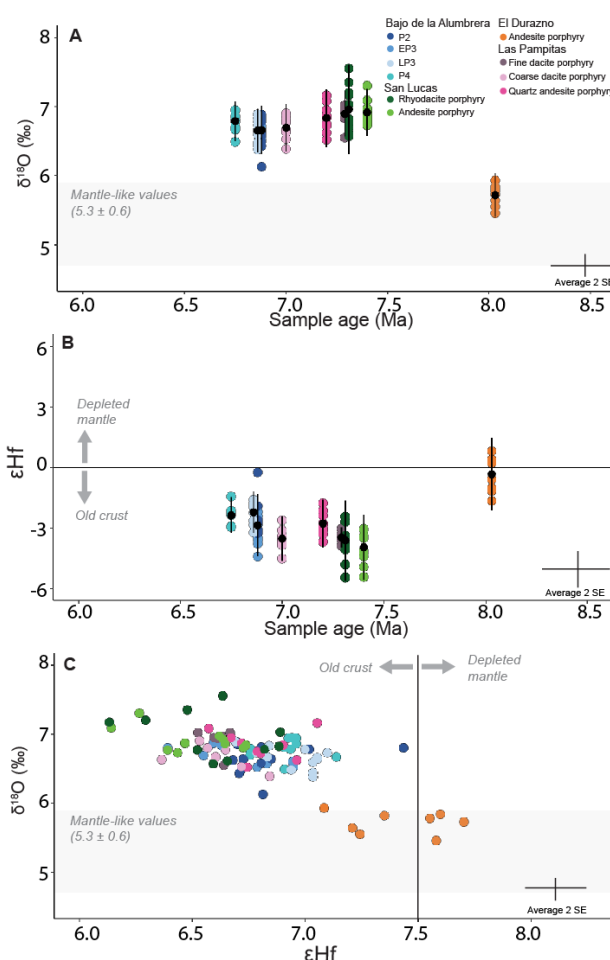 A
Bajo de la Alumbrera
P2
EP3
LP3
P4
San Lucas
Rhyodacite porphyry
Andesite porphyry
El Durazno
Andesite porphyry
Las Pampitas
Fine dacite porphyry
Coarse dacite porphyry
Quartz andesite porphyry
8
7
6
5
δ¹⁸O (‰)
Mantle-like values
(5.3 ± 0.6)
Average 2 SE
6.0 6.5 7.0 7.5 8.0
Sample age (Ma)
B
6
3
0
-3
-6
εHf
Depleted
mantle
Old crust
Average 2 SE
6.0 6.5 7.0 7.5 8.0
Sample age (Ma)
C
Old crust
Depleted
mantle
8
7
6
5
δ¹⁸O (‰)
Mantle-like values
(5.3 ± 0.6)
Average 2 SE
6.0 6.5 7.0 7.5 8.0
εHf